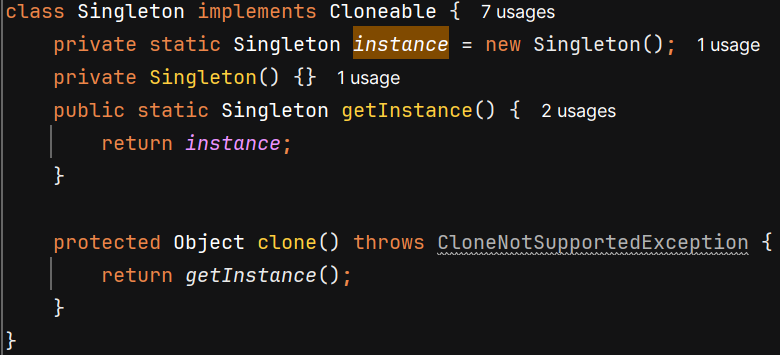 class Singleton implements Cloneable { 7 usages
private static Singleton instance = new Singleton(); 1 usage
private Singleton() {} 1 usage
public static Singleton getInstance() { 2 usages
return instance;
}
protected Object clone() throws CloneNotSupportedException {
return getInstance();
}
}